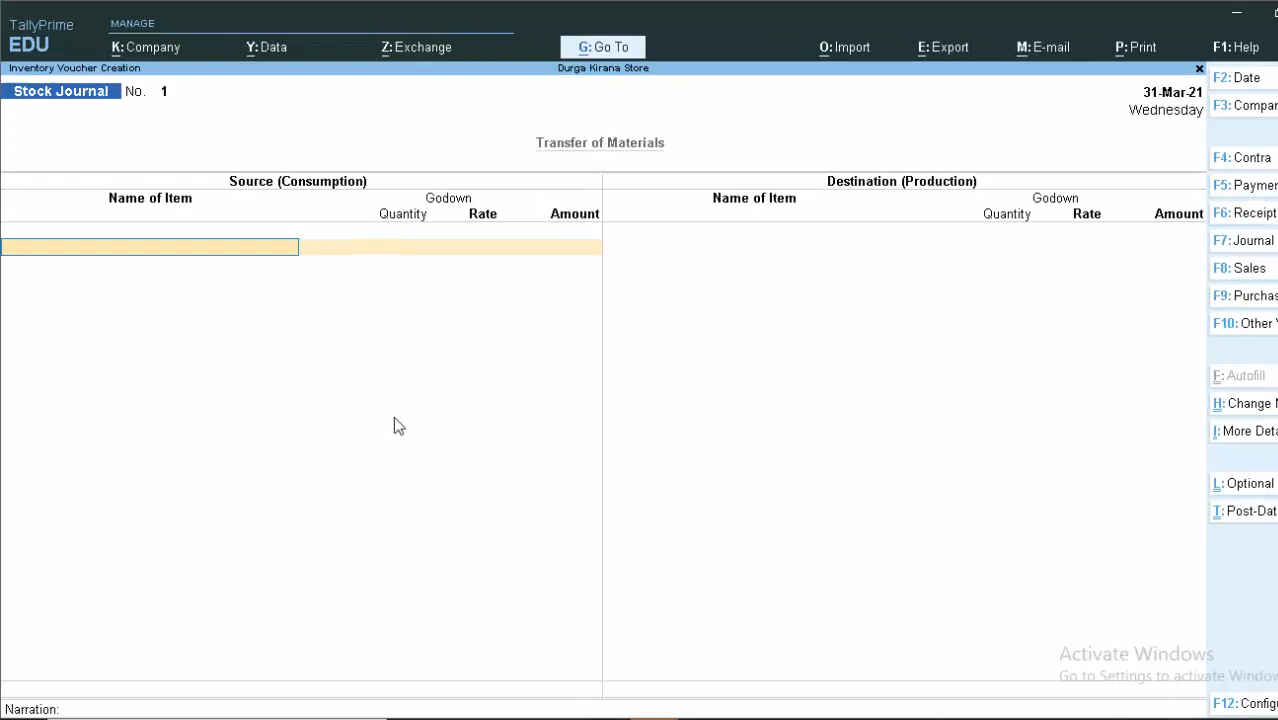 TallyPrime
EDU
MANAGE
K:Company
Y:Data
Z:Exchange
G:Go To
O:Import
E:Export
M:E-mail
P:Print
F1:Help
Inventory Voucher Creation
Durga Kirana Store
Stock Journal No. 1
31-Mar-21
Wednesday
Transfer of Materials
Source (Consumption)
Destination (Production)
Name of Item
Godown
Quantity Rate Amount
Name of Item
Godown
Quantity Rate Amount
F2: Date
F3: Compar
F4: Contra
F5: Paymer
F6: Receipt
F7: Journal
F8: Sales
F9: Purchas
F10: Other
F: Autofill
H: Change
I: More Deta
L: Optional
T: Post-Dat
Activate Windows
Go to Settings to activate Window
F12: Config
Narration: